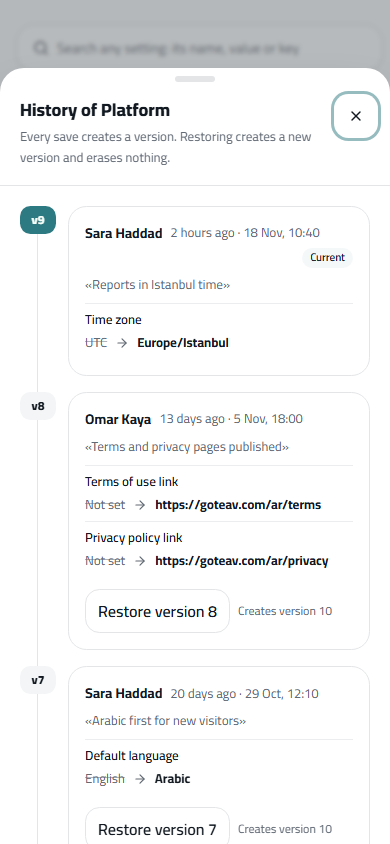 Search any setting: its name, value or key
History of Platform
Every save creates a version. Restoring creates a new
version and erases nothing.
v9
Sara Haddad 2 hours ago · 18 Nov, 10:40
Current
«Reports in Istanbul time»
Time zone
UTC → Europe/Istanbul
v8
Omar Kaya 13 days ago · 5 Nov, 18:00
«Terms and privacy pages published»
Terms of use link
Not set → https://goteav.com/ar/terms
Privacy policy link
Not set → https://goteav.com/ar/privacy
Restore version 8 Creates version 10
v7
Sara Haddad 20 days ago · 29 Oct, 12:10
«Arabic first for new visitors»
Default language
English → Arabic
Restore version 7 Creates version 10